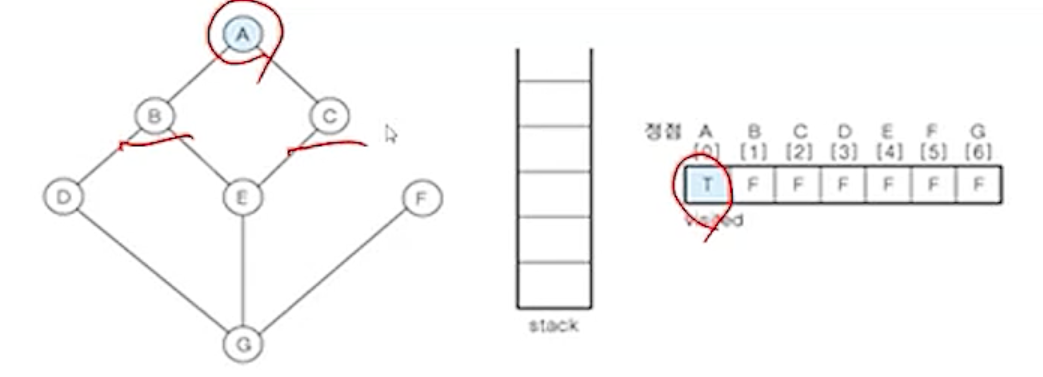 A
B
C
D
E
F
G
stack
정점 A B C D E F G
[0] [1] [2] [3] [4] [5] [6]
T F F F F F F
visited